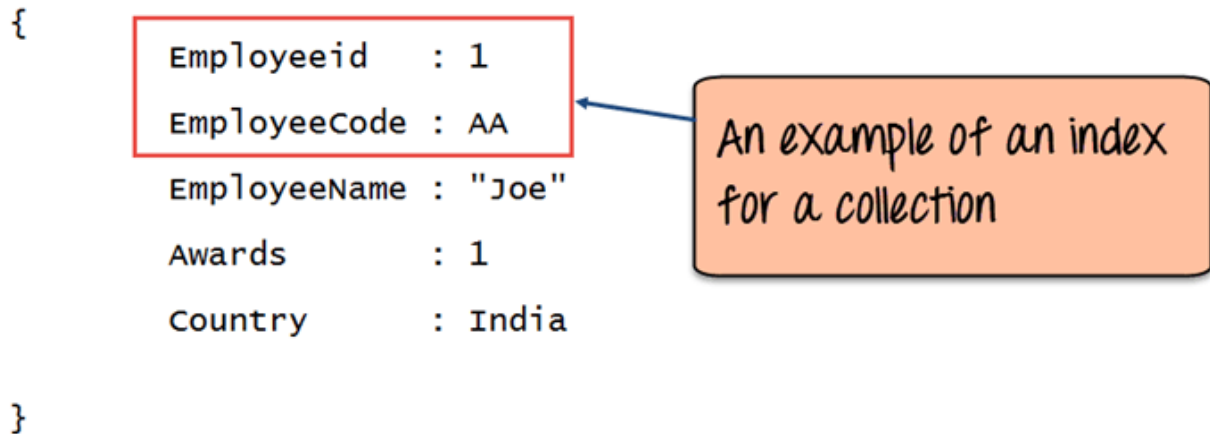 {
Employeeid : 1
EmployeeCode : AA
An example of an index
for a collection
EmployeeName : "Joe"
Awards : 1
Country : India
}